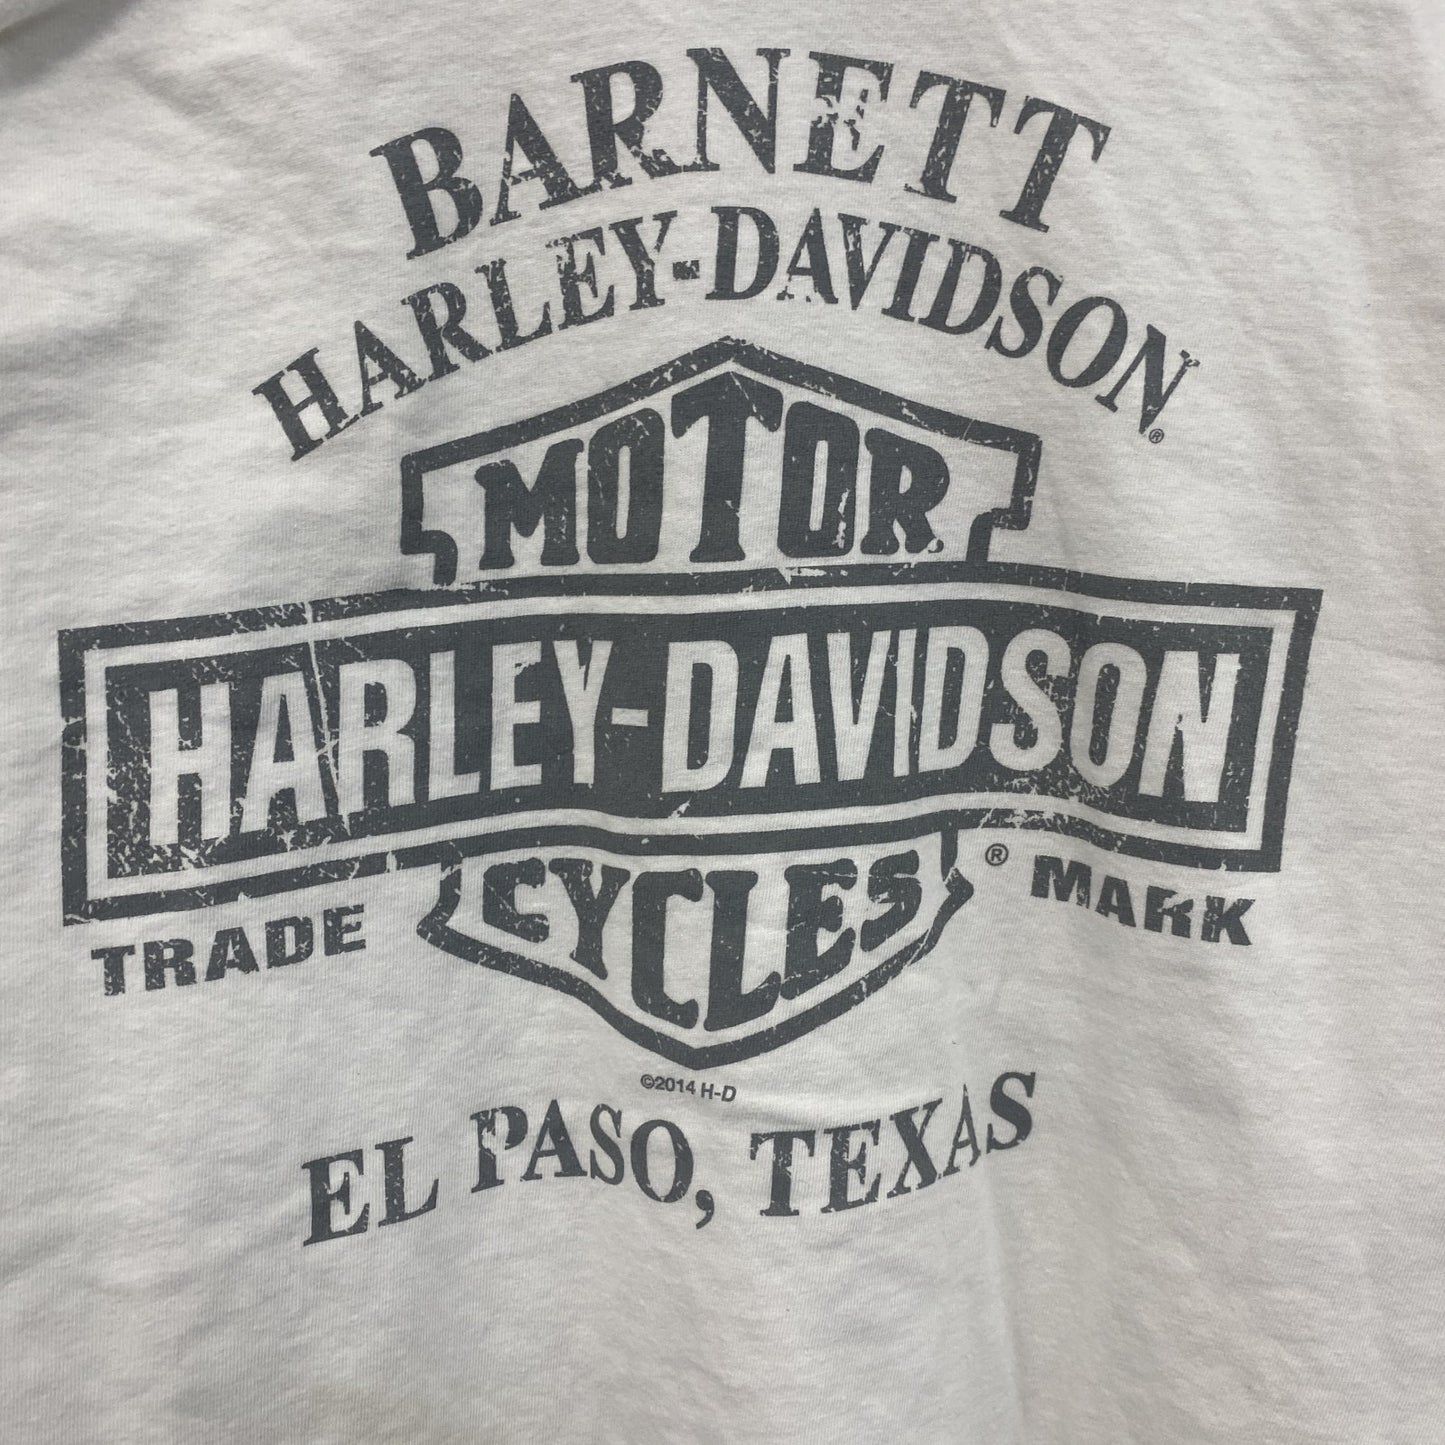 BARNETT
HARLEY-DAVIDSON®
MOTOR
HARLEY-DAVIDSON
CYCLES
TRADE ® MARK
©2014 H-D
EL PASO, TEXAS